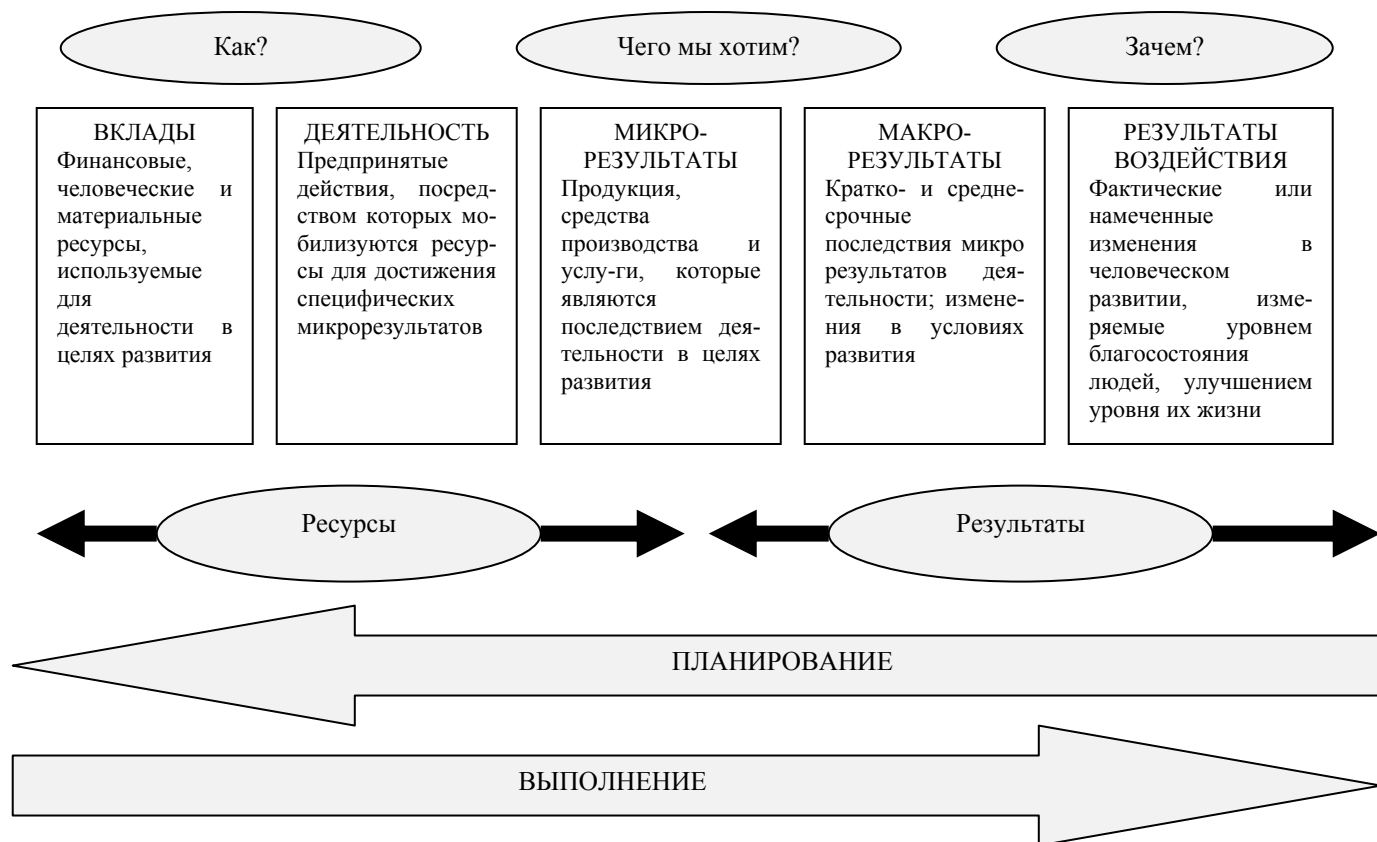 Как?
Чего мы хотим?
Зачем?
ВКЛАДЫ
Финансовые,
человеческие и
материальные
ресурсы,
используемые
для
деятельности в
целях развития
ДЕЯТЕЛЬНОСТЬ
Предпринятые
действия, посред-
ством которых мо-
билизуются ресур-
сы для достижения
специфических
микрорезультатов
МИКРО-
РЕЗУЛЬТАТЫ
Продукция,
средства
производства и
услу-ги, которые
являются
последствием дея-
тельности в целях
развития
МАКРО-
РЕЗУЛЬТАТЫ
Кратко- и средне-
срочные
последствия микро
результатов дея-
тельности; измене-
ния в условиях
развития
РЕЗУЛЬТАТЫ
ВОЗДЕЙСТВИЯ
Фактические или
намеченные
изменения в
человеческом
развитии, изме-
ряемые уровнем
благосостояния
людей, улучшением
уровня их жизни
Ресурсы
Результаты
ПЛАНИРОВАНИЕ
ВЫПОЛНЕНИЕ